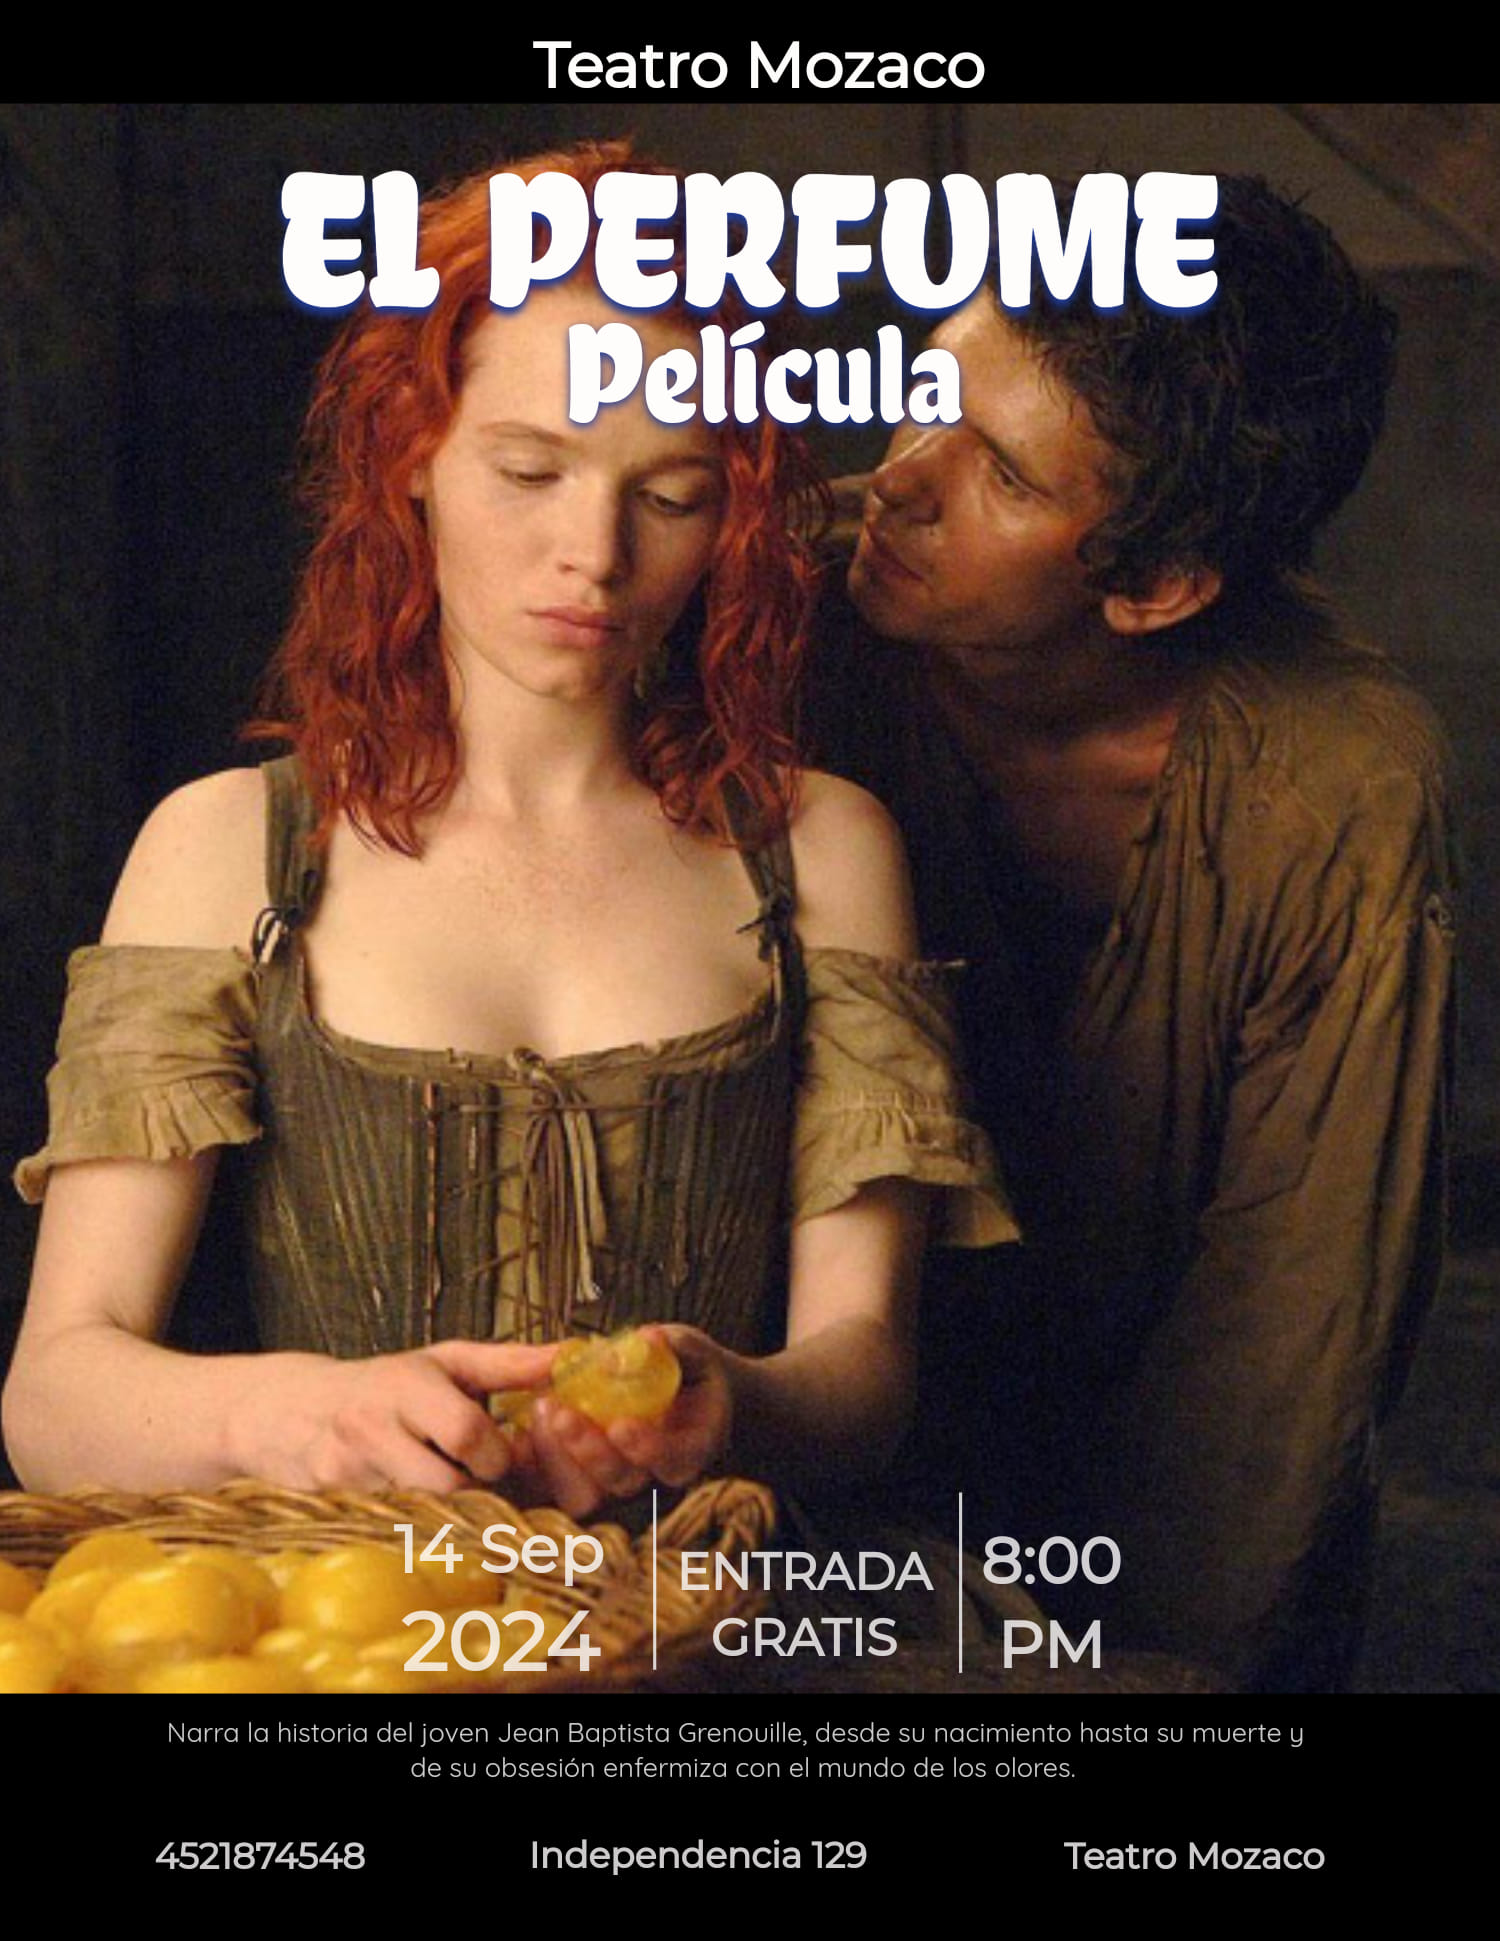 Teatro Mozaco
EL PERFUME
Película
14 Sep
2024
ENTRADA
GRATIS
8:00
PM
Narra la historia del joven Jean Baptista Grenouille, desde su nacimiento hasta su muerte y
de su obsesión enfermiza con el mundo de los olores.
4521874548
Independencia 129
Teatro Mozaco